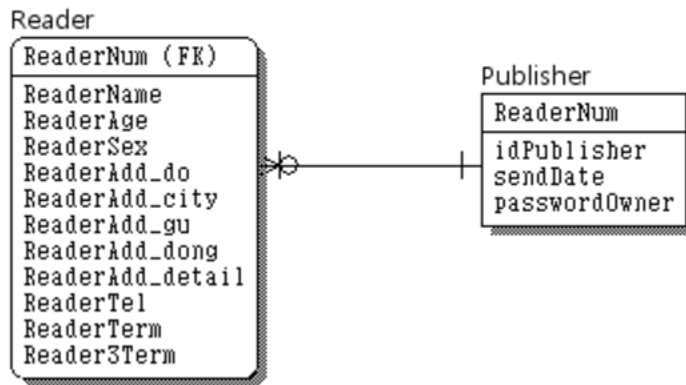 Reader
ReaderNum (FK)
ReaderName
ReaderAge
ReaderSex
ReaderAdd_do
ReaderAdd_city
ReaderAdd_gu
ReaderAdd_dong
ReaderAdd_detail
ReaderTel
ReaderTerm
Reader3Term
Publisher
ReaderNum
idPublisher
sendDate
passwordOwner